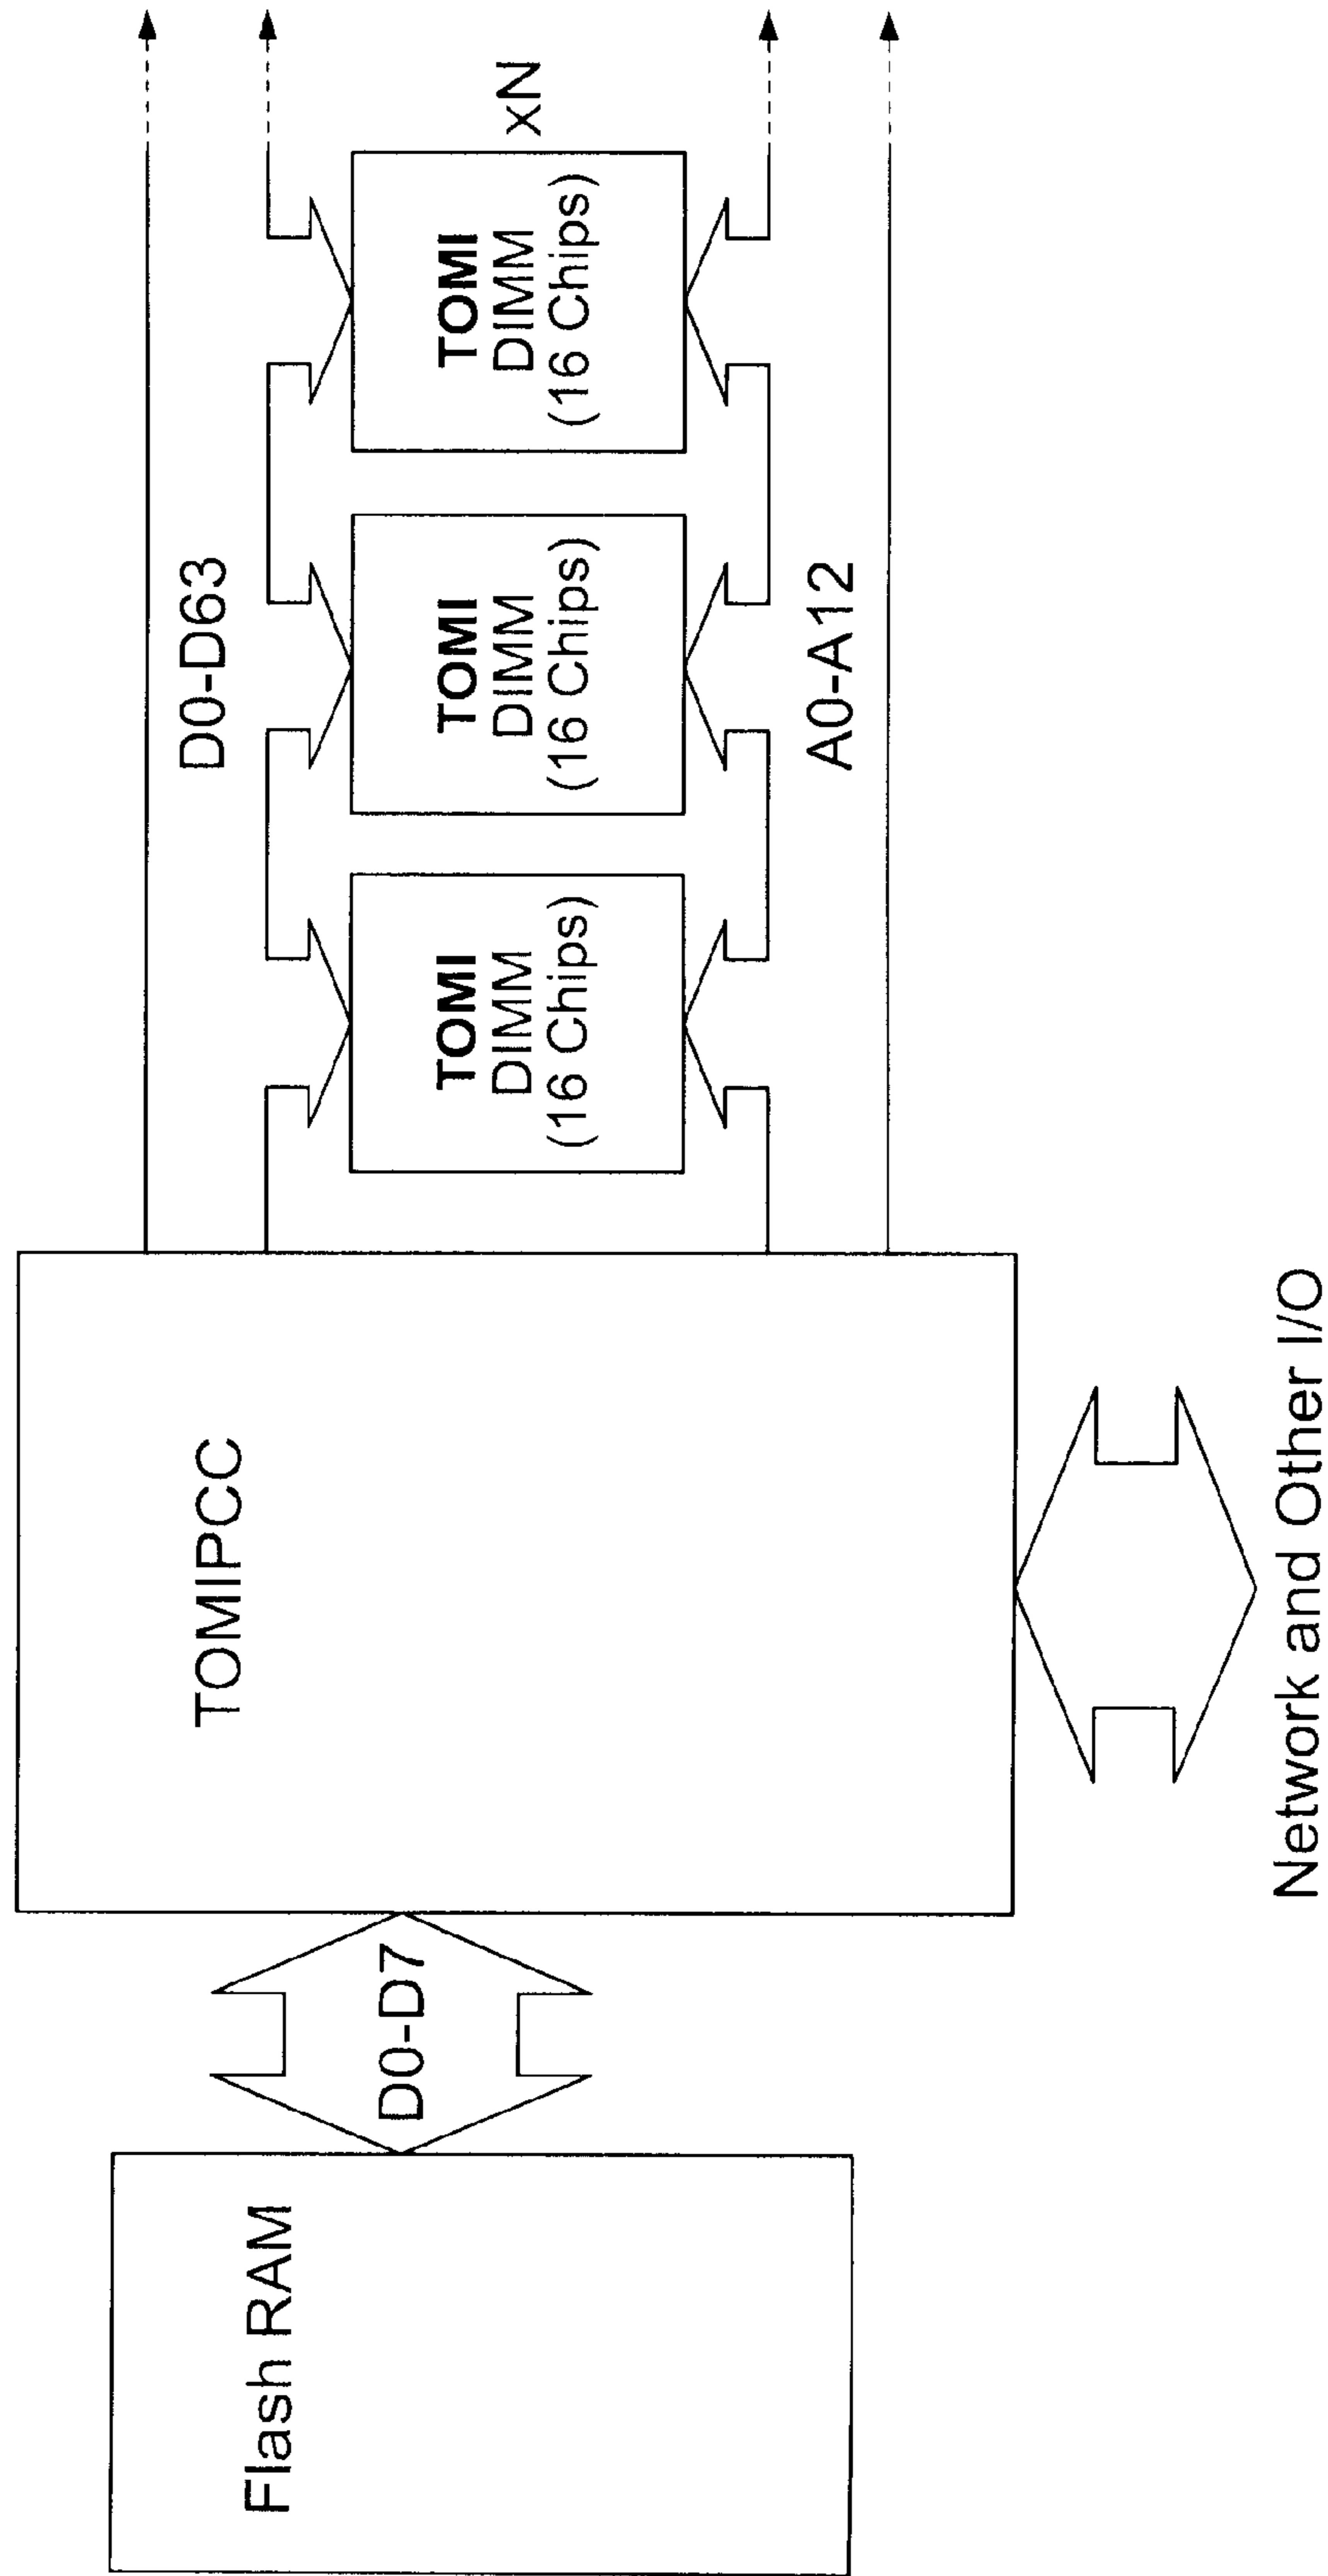 Flash RAM
D0-D7
TOMIPCC
Network and Other I/O
D0-D63
TOMI
DIMM
(16 Chips)
TOMI
DIMM
(16 Chips)
TOMI
DIMM
(16 Chips)
xN
A0-A12